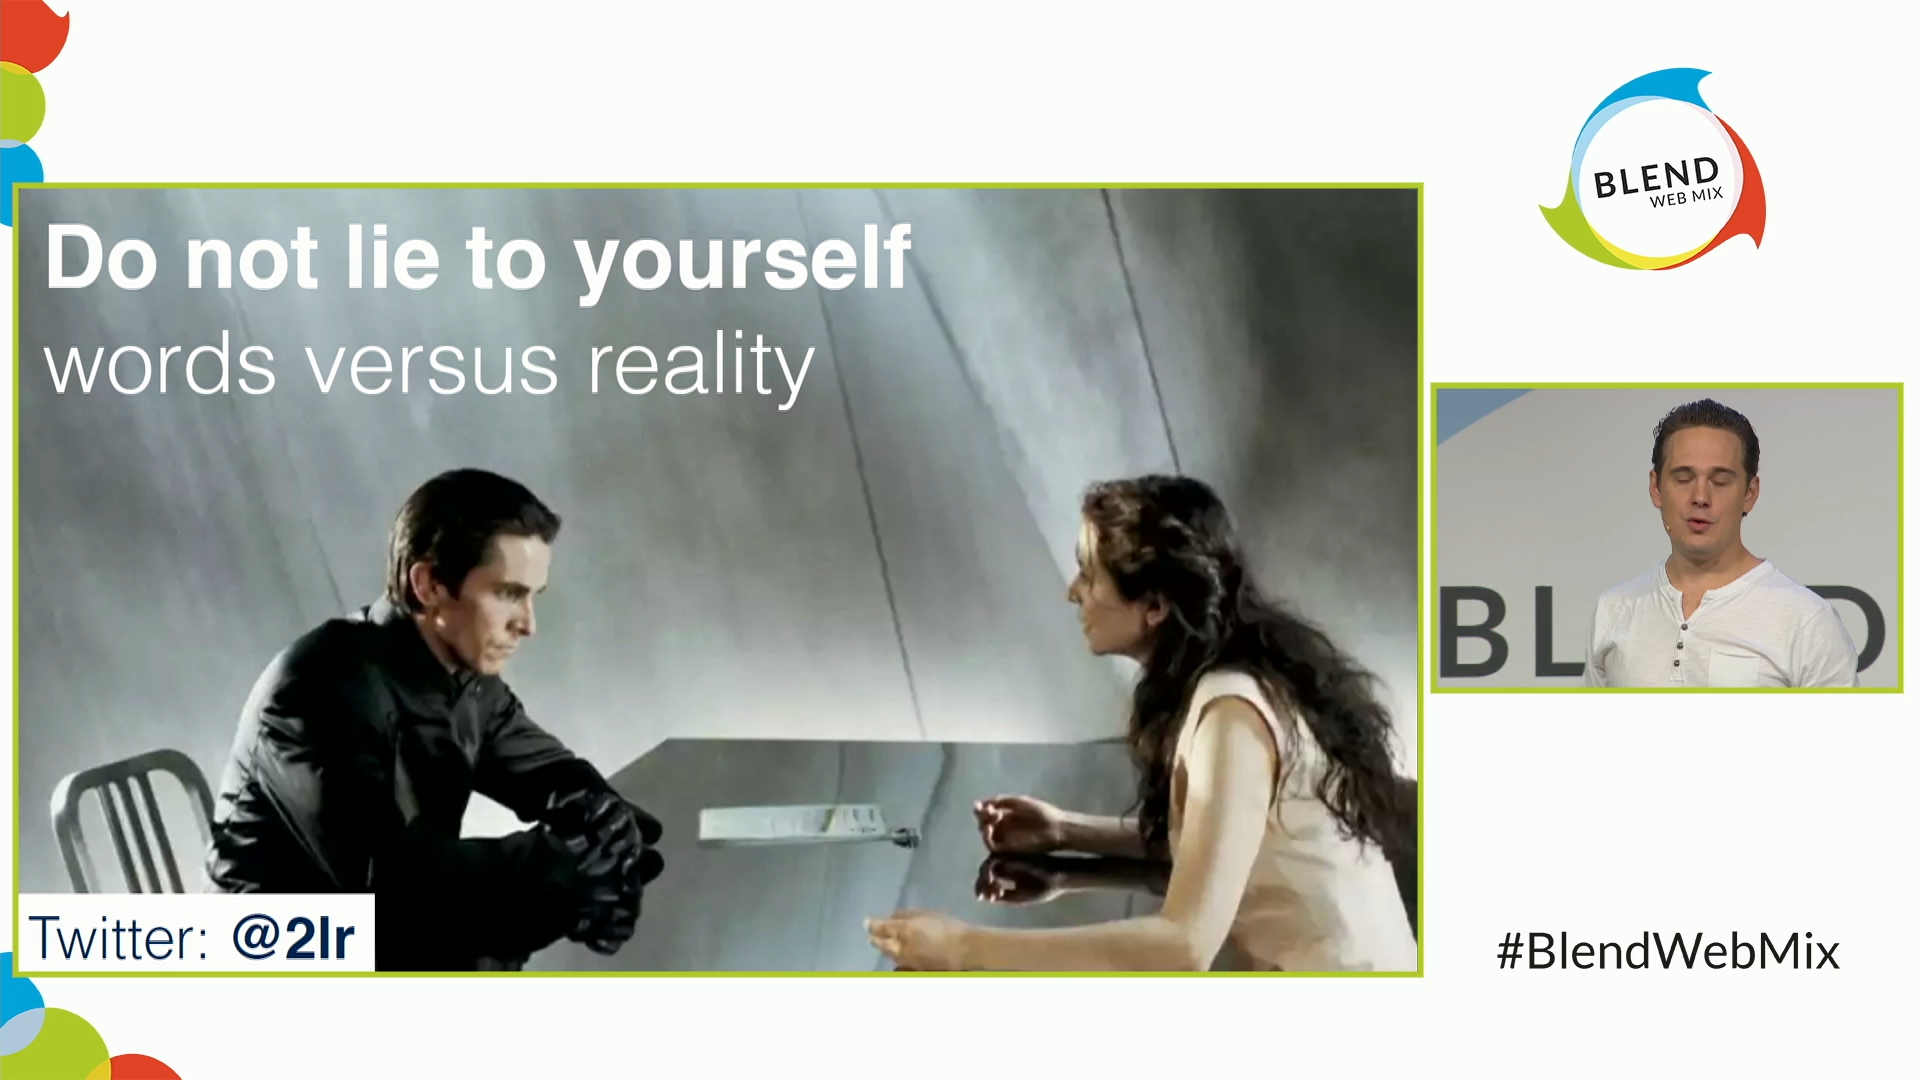 Do not lie to yourself
words versus reality
Twitter: @2lr
BLEND
WEB MIX
BL D
#BlendWebMix